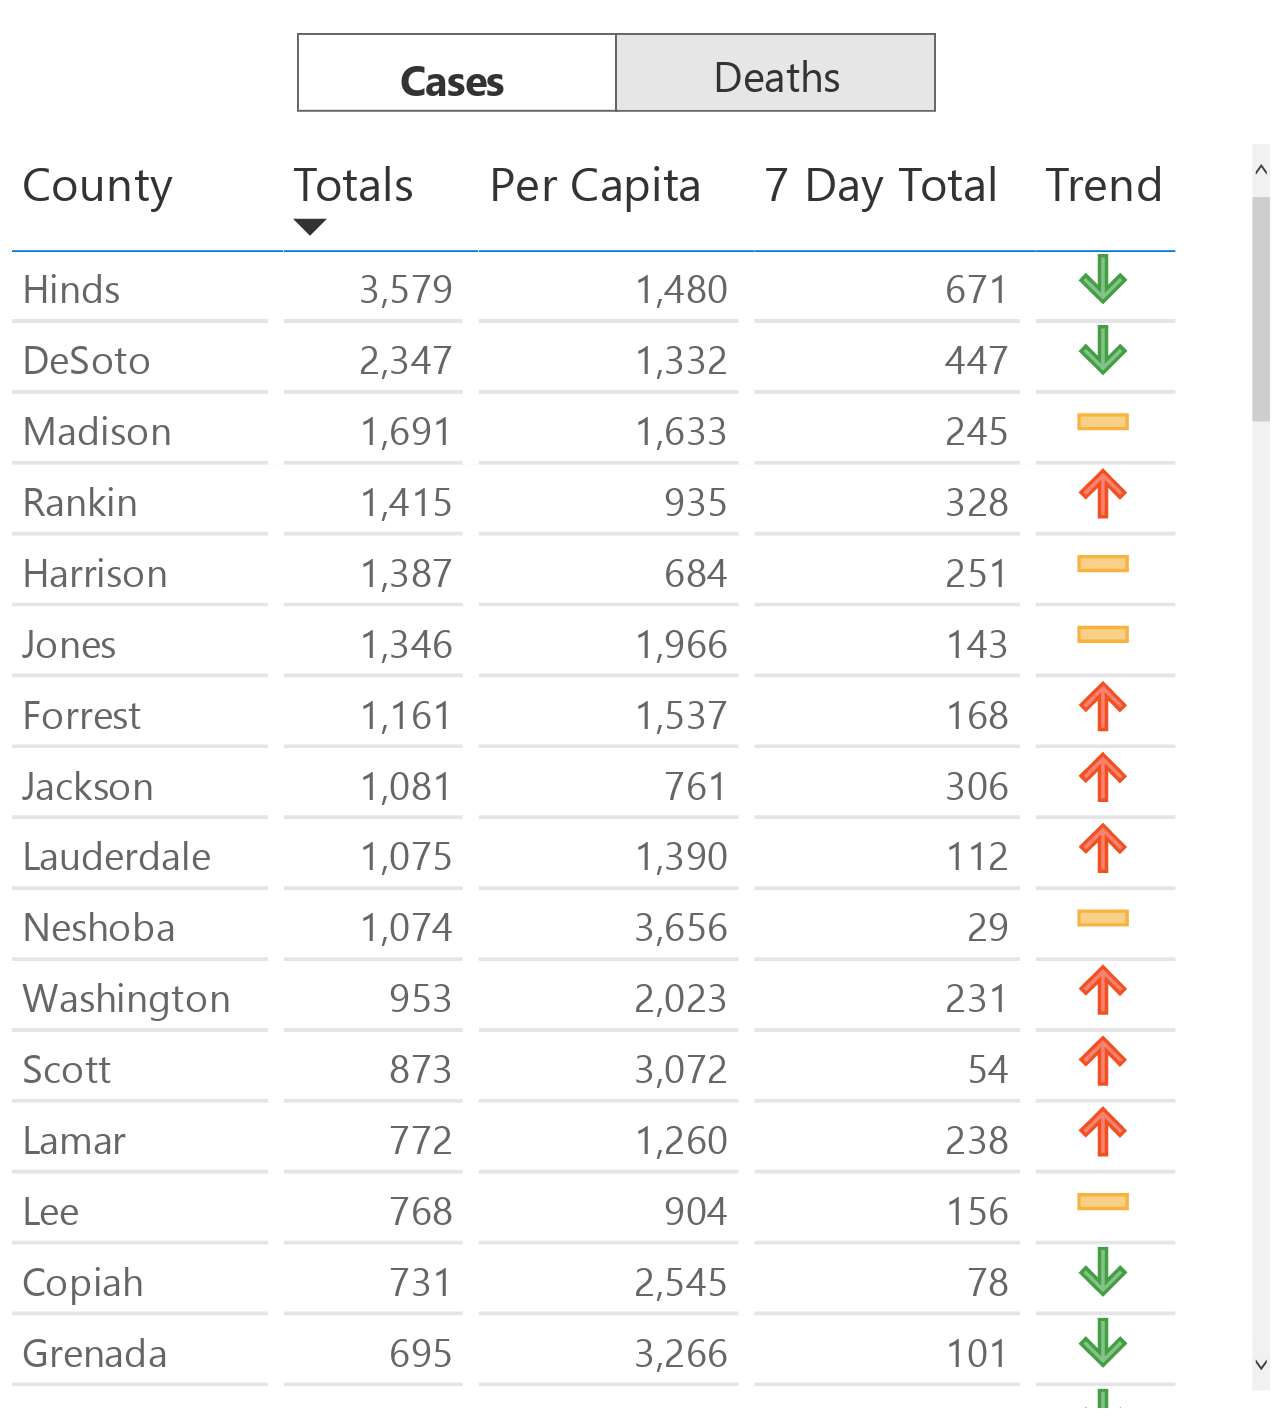 Cases Deaths
County Totals Per Capita 7 Day Total Trend
Hinds 3,579 1,480 671
DeSoto 2,347 1,332 447
Madison 1,691 1,633 245
Rankin 1,415 935 328
Harrison 1,387 684 251
Jones 1,346 1,966 143
Forrest 1,161 1,537 168
Jackson 1,081 761 306
Lauderdale 1,075 1,390 112
Neshoba 1,074 3,656 29
Washington 953 2,023 231
Scott 873 3,072 54
Lamar 772 1,260 238
Lee 768 904 156
Copiah 731 2,545 78
Grenada 695 3,266 101